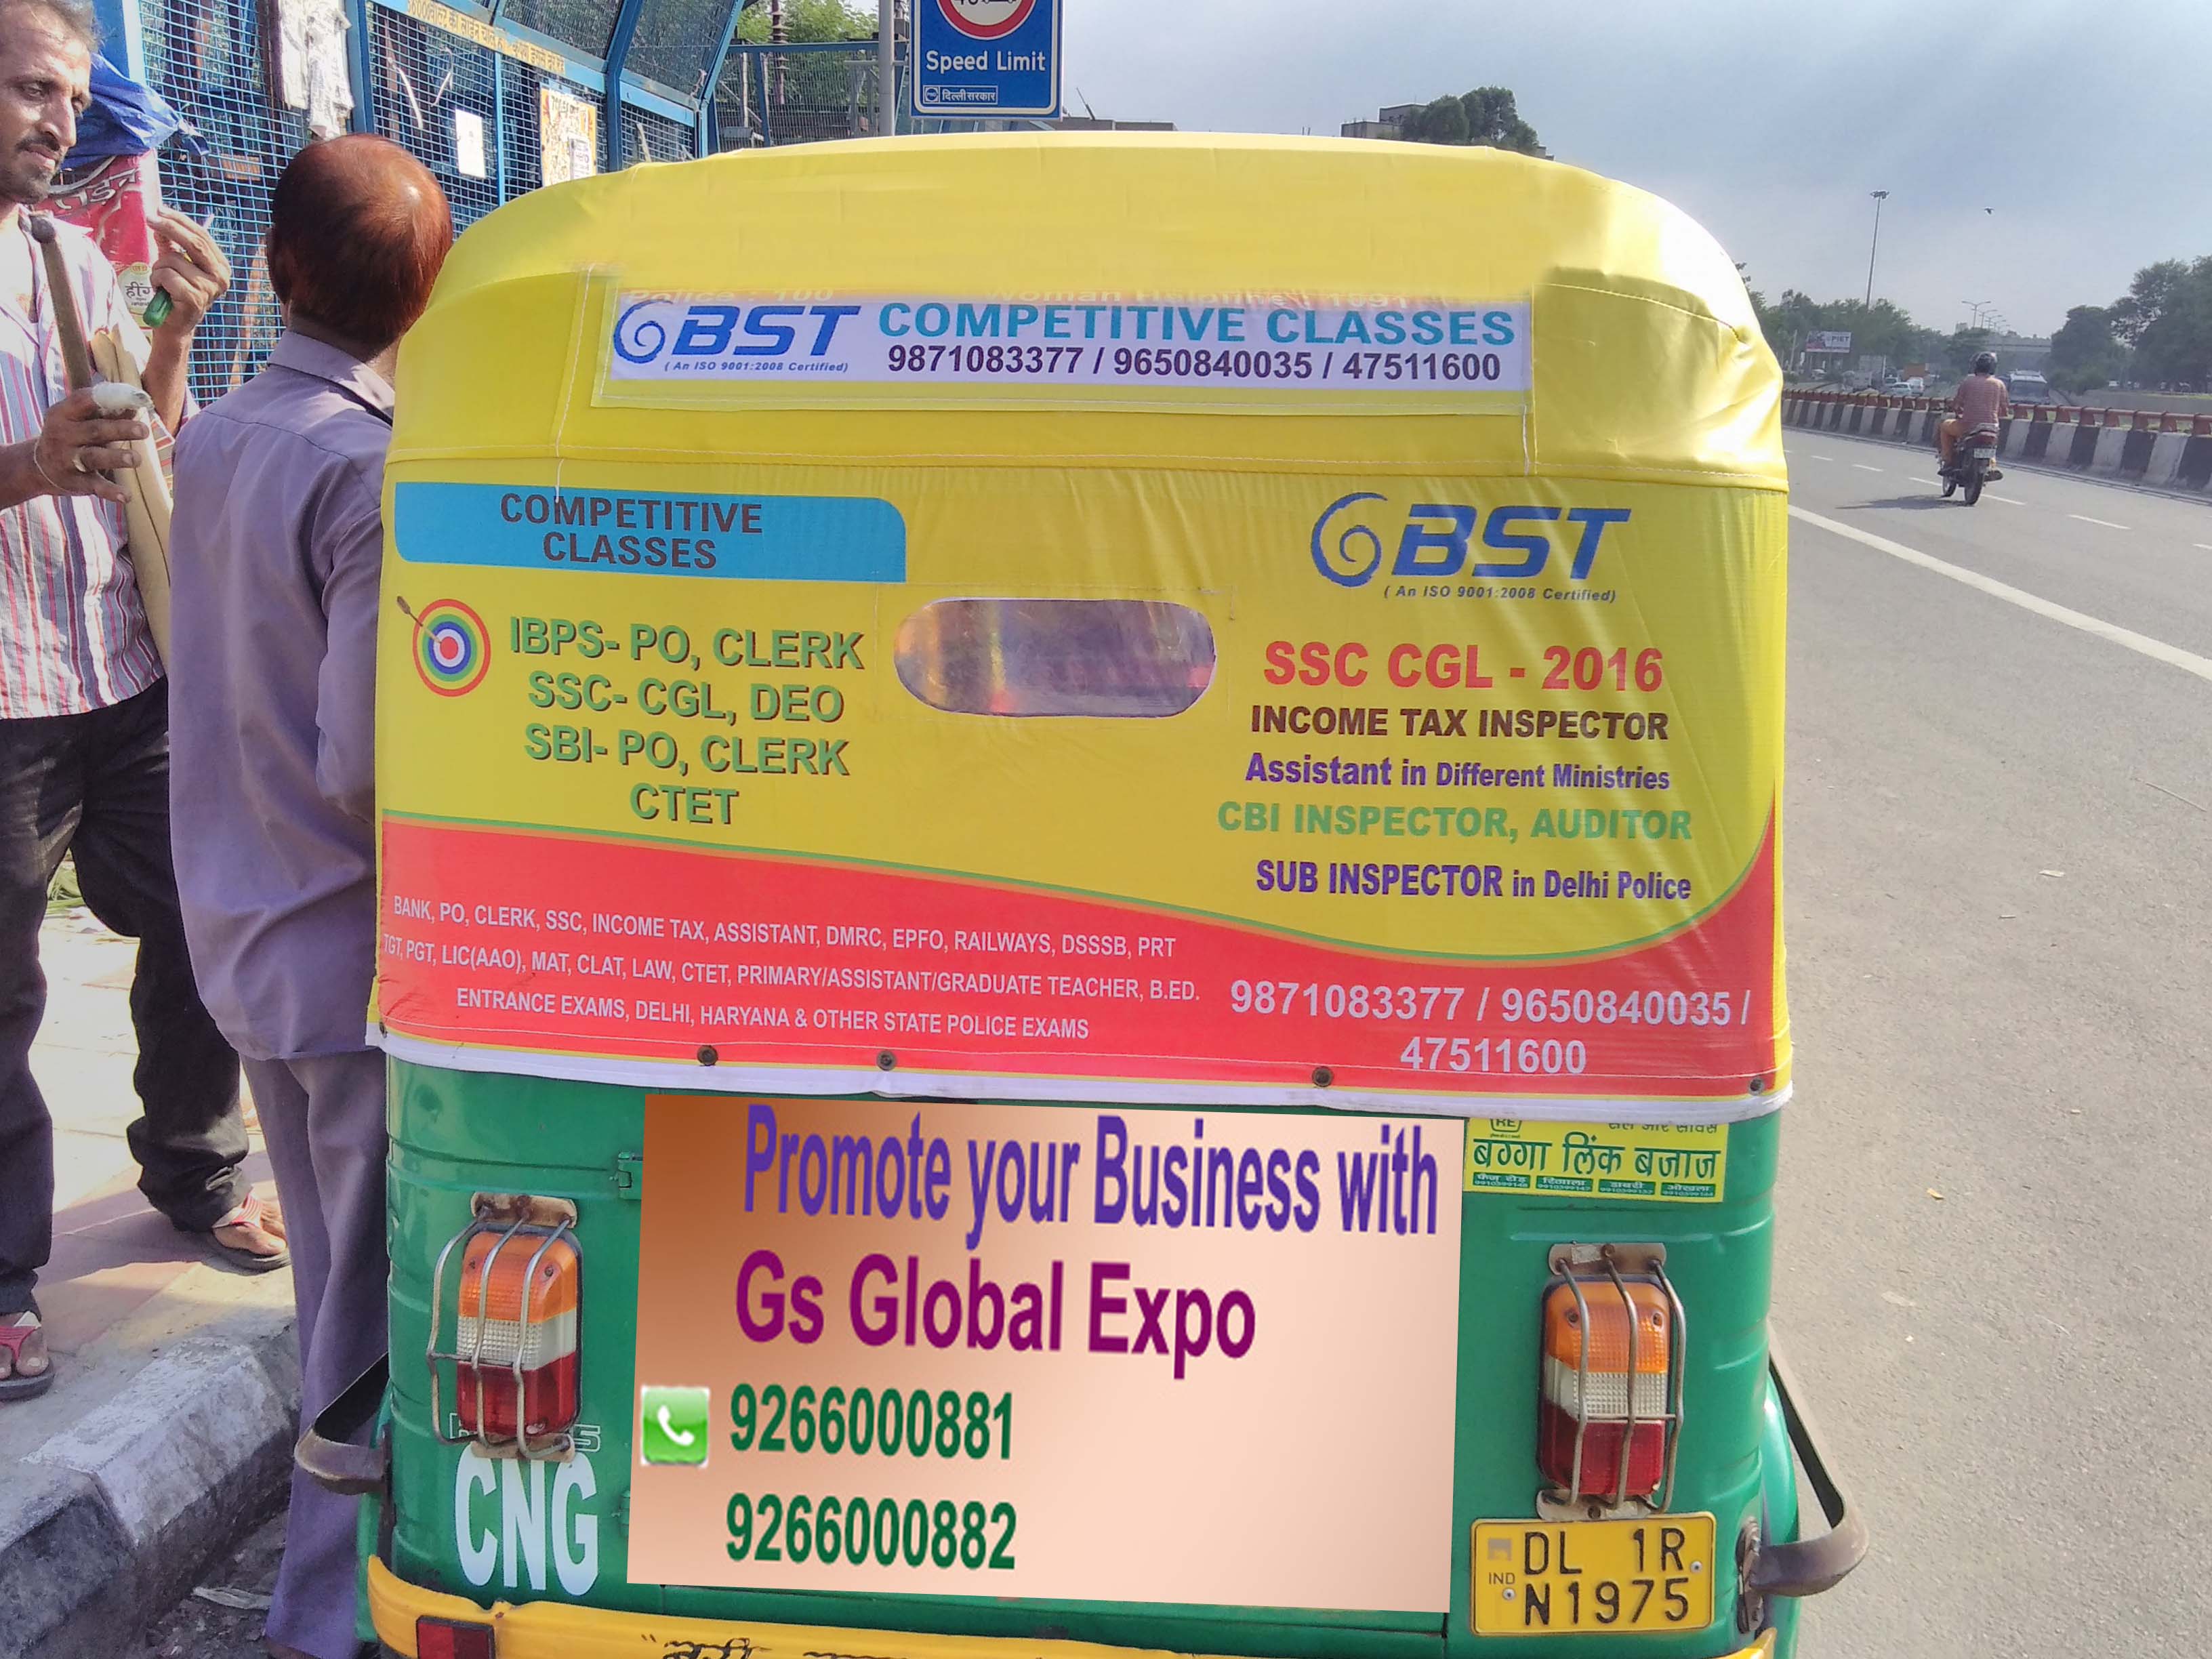 Speed Limit
दिल्ली सरकार
हींग
Police : 100
BST COMPETITIVE CLASSES
( An ISO 9001:2008 Certified) 9871083377 / 9650840035 / 47511600
COMPETITIVE
CLASSES
IBPS- PO, CLERK
SSC- CGL, DEO
SBI- PO, CLERK
CTET
BST
( An ISO 9001:2008 Certified)
SSC CGL - 2016
INCOME TAX INSPECTOR
Assistant in Different Ministries
CBI INSPECTOR, AUDITOR
SUB INSPECTOR in Delhi Police
BANK, PO, CLERK, SSC, INCOME TAX, ASSISTANT, DMRC, EPFO, RAILWAYS, DSSSB, PRT
TGT, PGT, LIC(AAO), MAT, CLAT, LAW, CTET, PRIMARY/ASSISTANT/GRADUATE TEACHER, B.ED.
ENTRANCE EXAMS, DELHI, HARYANA & OTHER STATE POLICE EXAMS
9871083377 / 9650840035 /
47511600
Promote your Business with
Gs Global Expo
9266000881
9266000882
RE
सेल और सर्विस
बग्गा लिंक बजाज
CNG
IND DL 1R
N1975